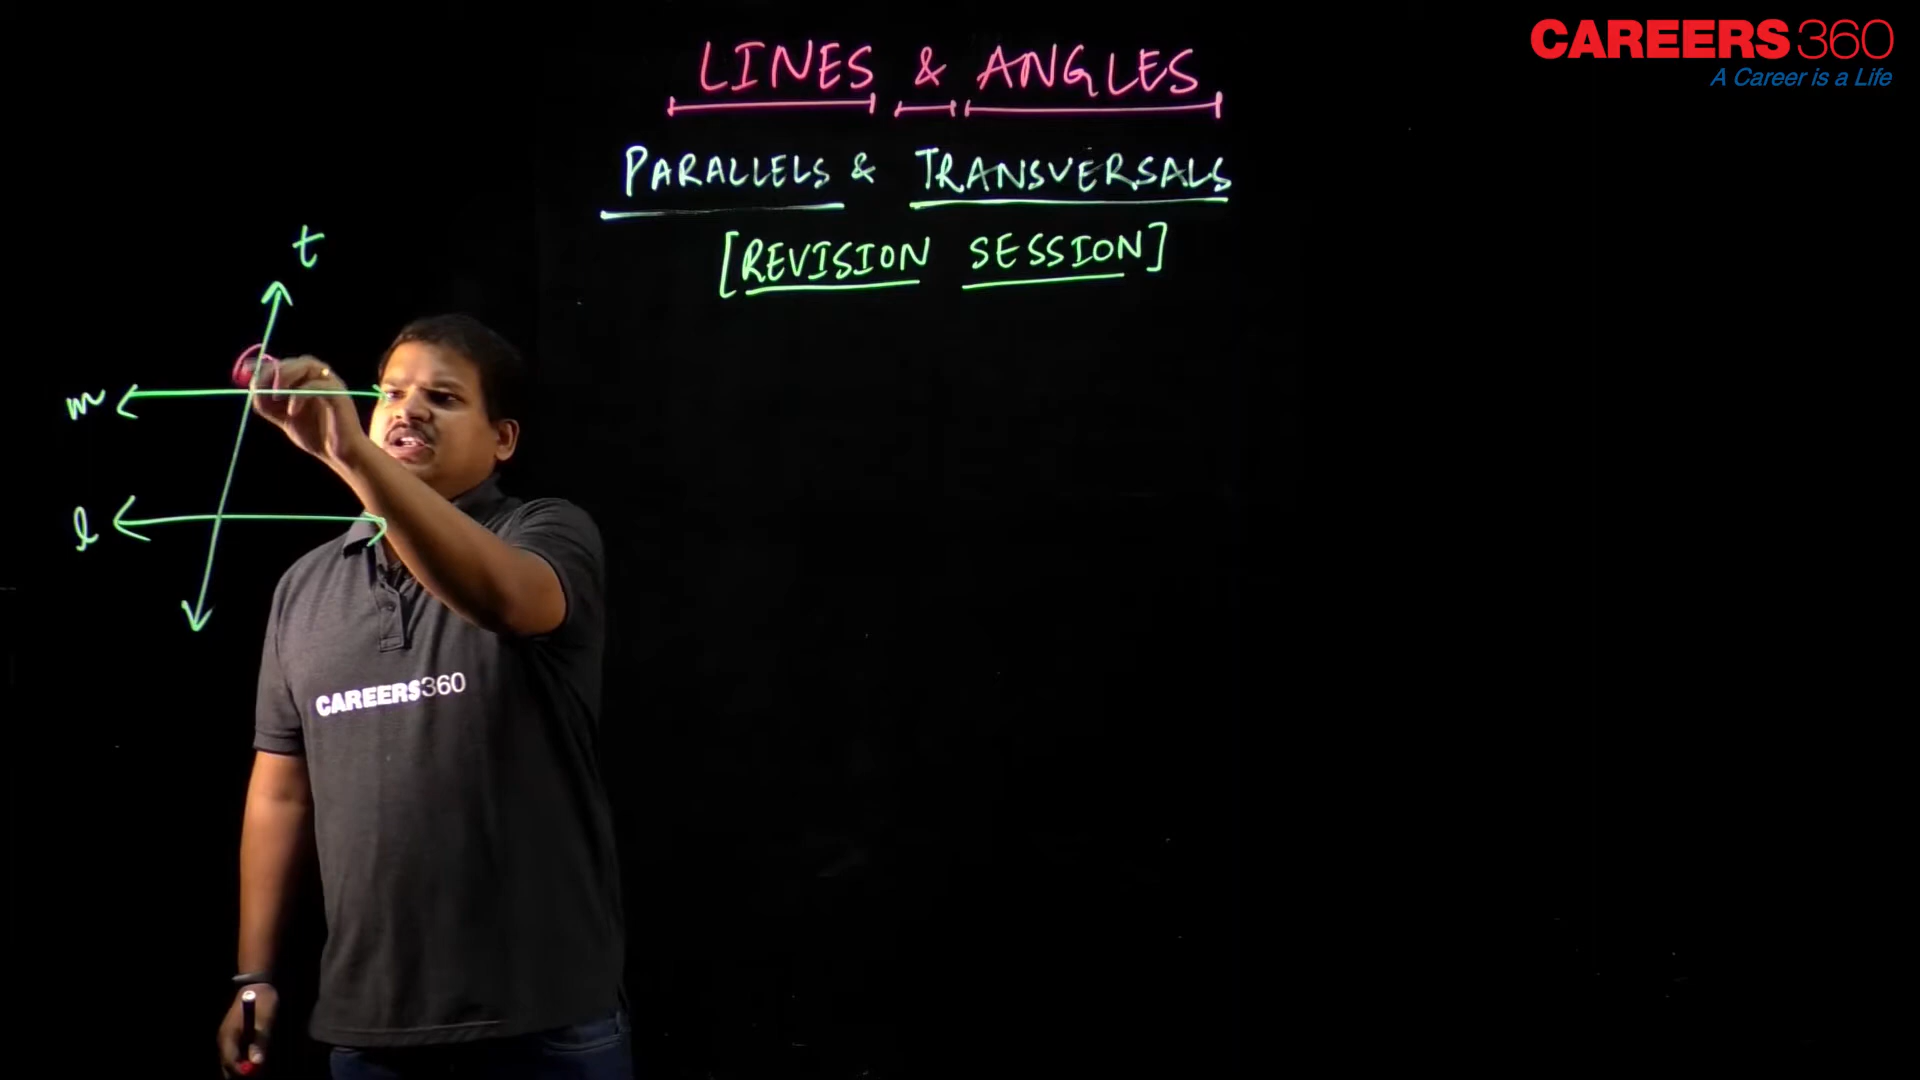 CAREERS360
A Career is a Life
LINES & ANGLES
PARALLELS & TRANSVERSALS
[REVISION SESSION]
t
m
l
CAREERS360